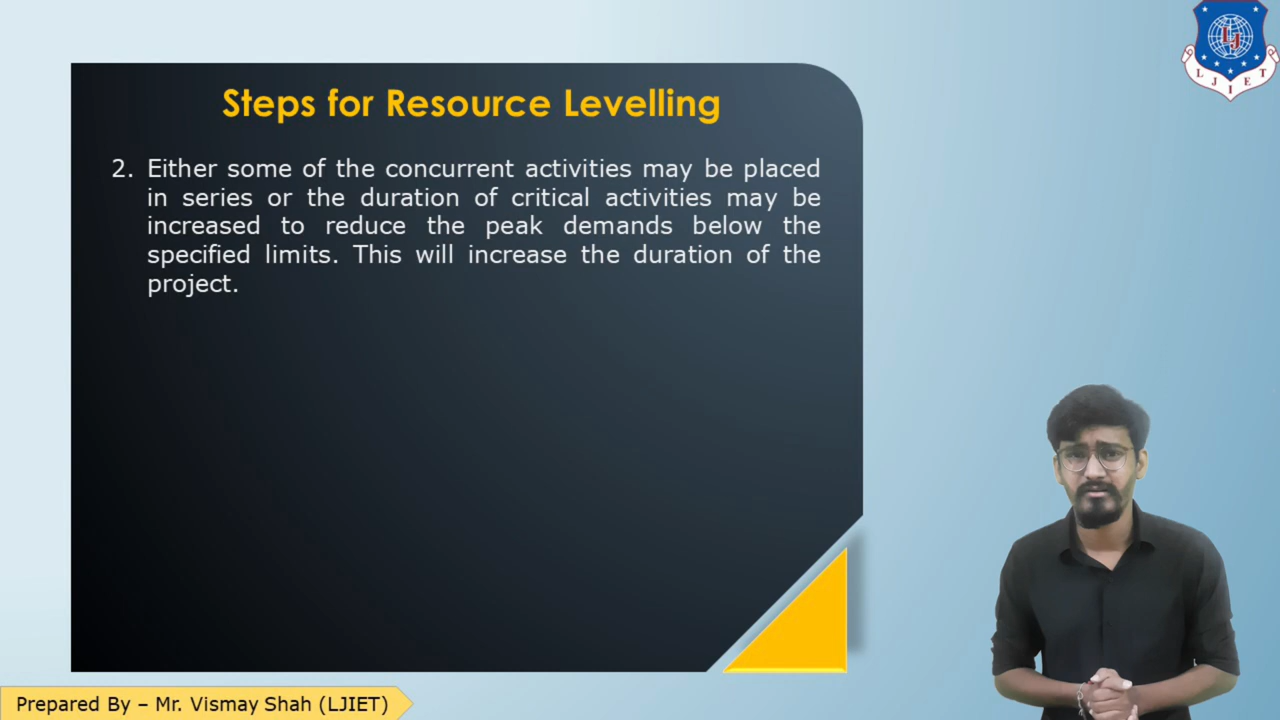 Steps for Resource Levelling
2. Either some of the concurrent activities may be placed
in series or the duration of critical activities may be
increased to reduce the peak demands below the
specified limits. This will increase the duration of the
project.
LJ
L J I E T
Prepared By – Mr. Vismay Shah (LJIET)